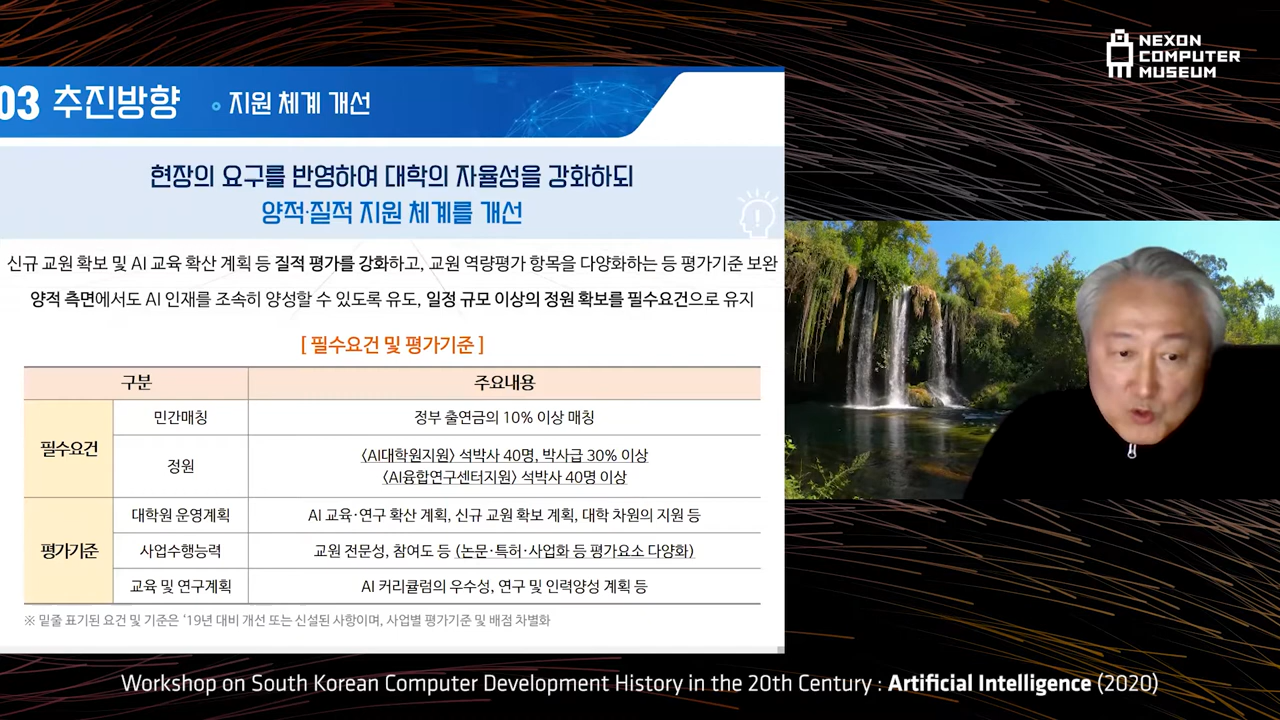 NEXON
COMPUTER
MUSEUM
03 추진방향 지원 체계 개선
현장의 요구를 반영하여 대학의 자율성을 강화하되
양적·질적 지원 체계를 개선
신규 교원 확보 및 AI 교육 확산 계획 등 질적 평가를 강화하고, 교원 역량평가 항목을 다양화하는 등 평가기준 보완
양적 측면에서도 AI 인재를 조속히 양성할 수 있도록 유도, 일정 규모 이상의 정원 확보를 필수요건으로 유지
[ 필수요건 및 평가기준 ]
구분 주요내용
필수요건
민간매칭 정부 출연금의 10% 이상 매칭
정원
〈AI대학원지원〉 석박사 40명, 박사급 30% 이상
〈AI융합연구센터지원〉 석박사 40명 이상
평가기준
대학원 운영계획 AI 교육·연구 확산 계획, 신규 교원 확보 계획, 대학 차원의 지원 등
사업수행능력 교원 전문성, 참여도 등 (논문·특허·사업화 등 평가요소 다양화)
교육 및 연구계획 AI 커리큘럼의 우수성, 연구 및 인력양성 계획 등
※ 밑줄 표기된 요건 및 기준은 '19년 대비 개선 또는 신설된 사항이며, 사업별 평가기준 및 배점 차별화
Workshop on South Korean Computer Development History in the 20th Century : Artificial Intelligence (2020)